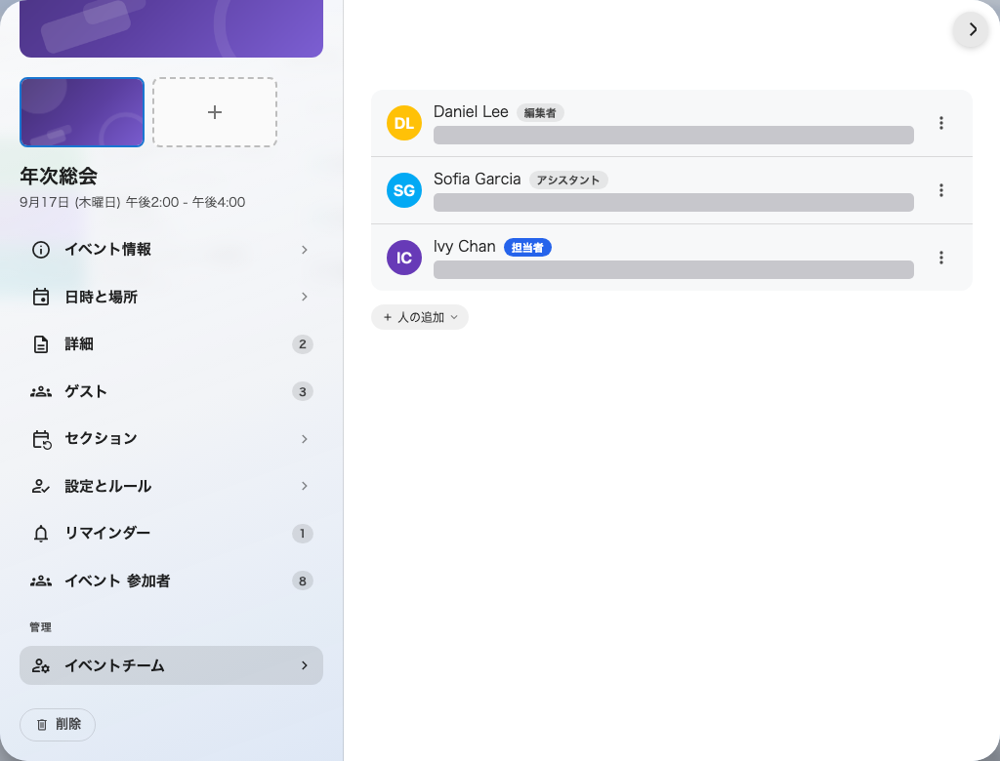 年次総会
9月17日 (木曜日) 午後2:00 - 午後4:00
イベント情報
日時と場所
詳細 2
ゲスト 3
セクション
設定とルール
リマインダー 1
イベント 参加者 8
管理
イベントチーム
削除
DL Daniel Lee 編集者
SG Sofia Garcia アシスタント
IC Ivy Chan 担当者
+ 人の追加